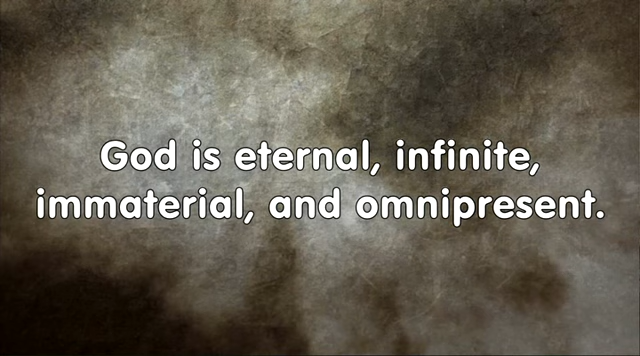 God is eternal, infinite,
immaterial, and omnipresent.